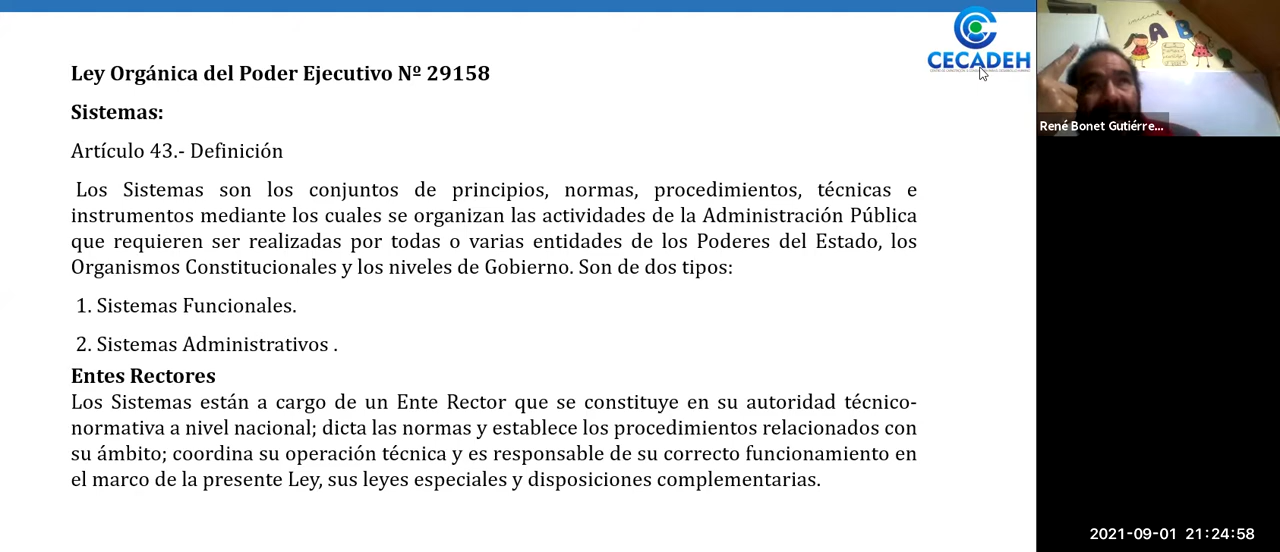 Ley Orgánica del Poder Ejecutivo Nº 29158
Sistemas:
Artículo 43.- Definición
Los Sistemas son los conjuntos de principios, normas, procedimientos, técnicas e
instrumentos mediante los cuales se organizan las actividades de la Administración Pública
que requieren ser realizadas por todas o varias entidades de los Poderes del Estado, los
Organismos Constitucionales y los niveles de Gobierno. Son de dos tipos:
1. Sistemas Funcionales.
2. Sistemas Administrativos .
Entes Rectores
Los Sistemas están a cargo de un Ente Rector que se constituye en su autoridad técnico-
normativa a nivel nacional; dicta las normas y establece los procedimientos relacionados con
su ámbito; coordina su operación técnica y es responsable de su correcto funcionamiento en
el marco de la presente Ley, sus leyes especiales y disposiciones complementarias.
CECADEH
A B
René Bonet Gutiérre...
2021-09-01 21:24:58